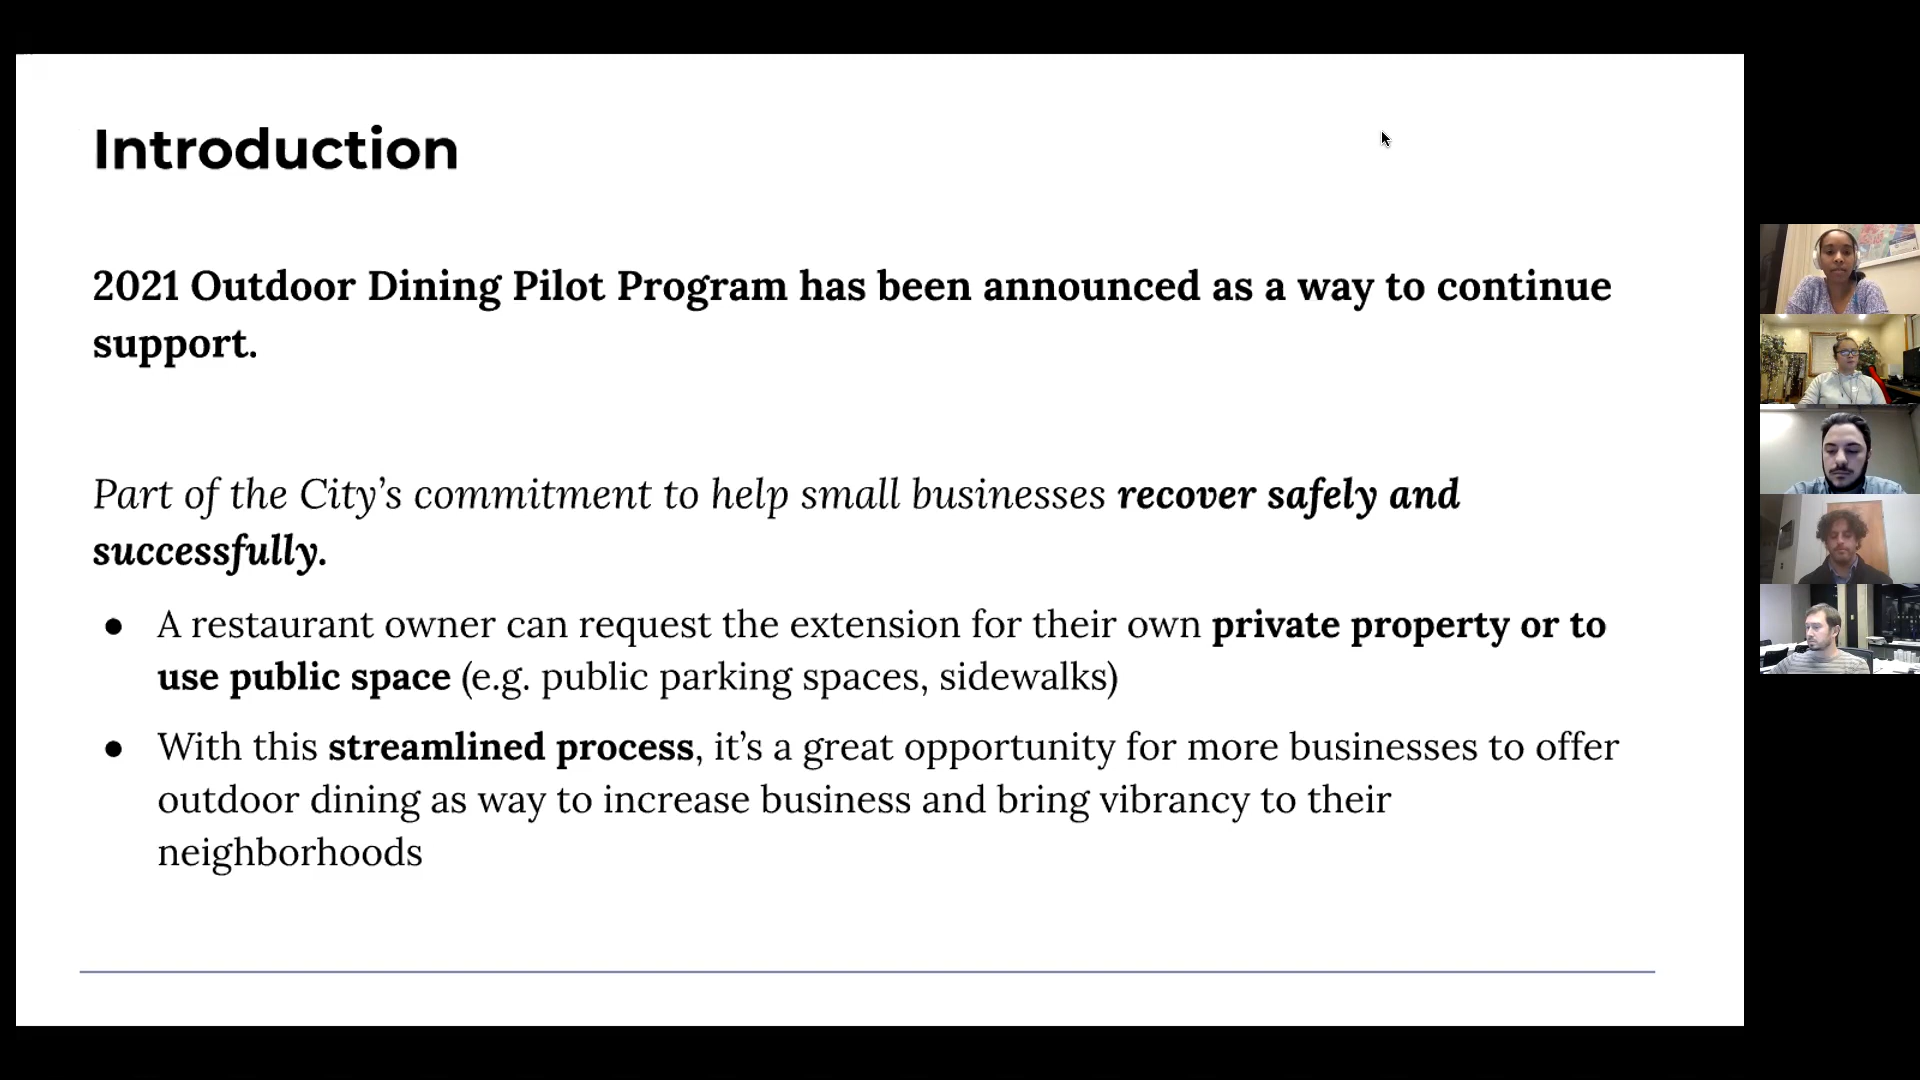 Introduction
2021 Outdoor Dining Pilot Program has been announced as a way to continue
support.
Part of the City’s commitment to help small businesses recover safely and
successfully.
● A restaurant owner can request the extension for their own private property or to
use public space (e.g. public parking spaces, sidewalks)
● With this streamlined process, it’s a great opportunity for more businesses to offer
outdoor dining as way to increase business and bring vibrancy to their
neighborhoods